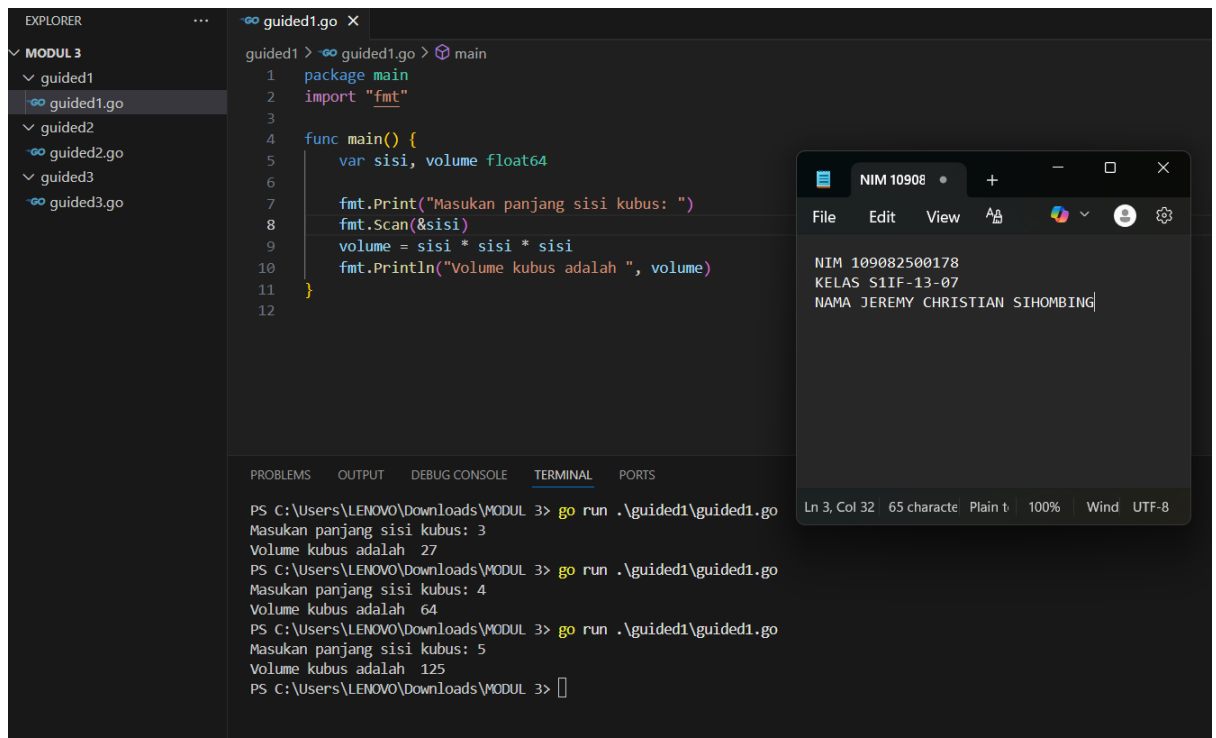 EXPLORER ...
MODUL 3
guided1
GO guided1.go
guided2
GO guided2.go
guided3
GO guided3.go
GO guided1.go
guided1 > GO guided1.go > main
1 package main
2 import "fmt"
3
4 func main() {
5 var sisi, volume float64
6
7 fmt.Print("Masukan panjang sisi kubus: ")
8 fmt.Scan(&sisi)
9 volume = sisi * sisi * sisi
10 fmt.Println("Volume kubus adalah ", volume)
11 }
12
NIM 10908
File Edit View
NIM 109082500178
KELAS S1IF-13-07
NAMA JEREMY CHRISTIAN SIHOMBING
Ln 3, Col 32 65 characte Plain t 100% Wind UTF-8
PROBLEMS OUTPUT DEBUG CONSOLE TERMINAL PORTS
PS C:\Users\LENOVO\Downloads\MODUL 3> go run .\guided1\guided1.go
Masukan panjang sisi kubus: 3
Volume kubus adalah  27
PS C:\Users\LENOVO\Downloads\MODUL 3> go run .\guided1\guided1.go
Masukan panjang sisi kubus: 4
Volume kubus adalah  64
PS C:\Users\LENOVO\Downloads\MODUL 3> go run .\guided1\guided1.go
Masukan panjang sisi kubus: 5
Volume kubus adalah  125
PS C:\Users\LENOVO\Downloads\MODUL 3>